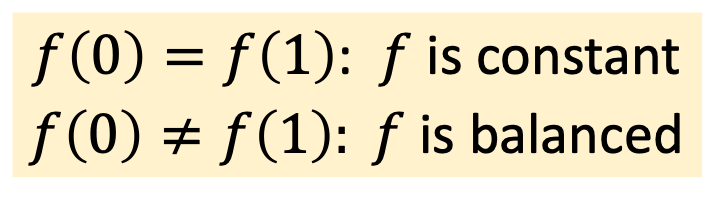 f(0) = f(1): f is constant
f(0) ≠ f(1): f is balanced